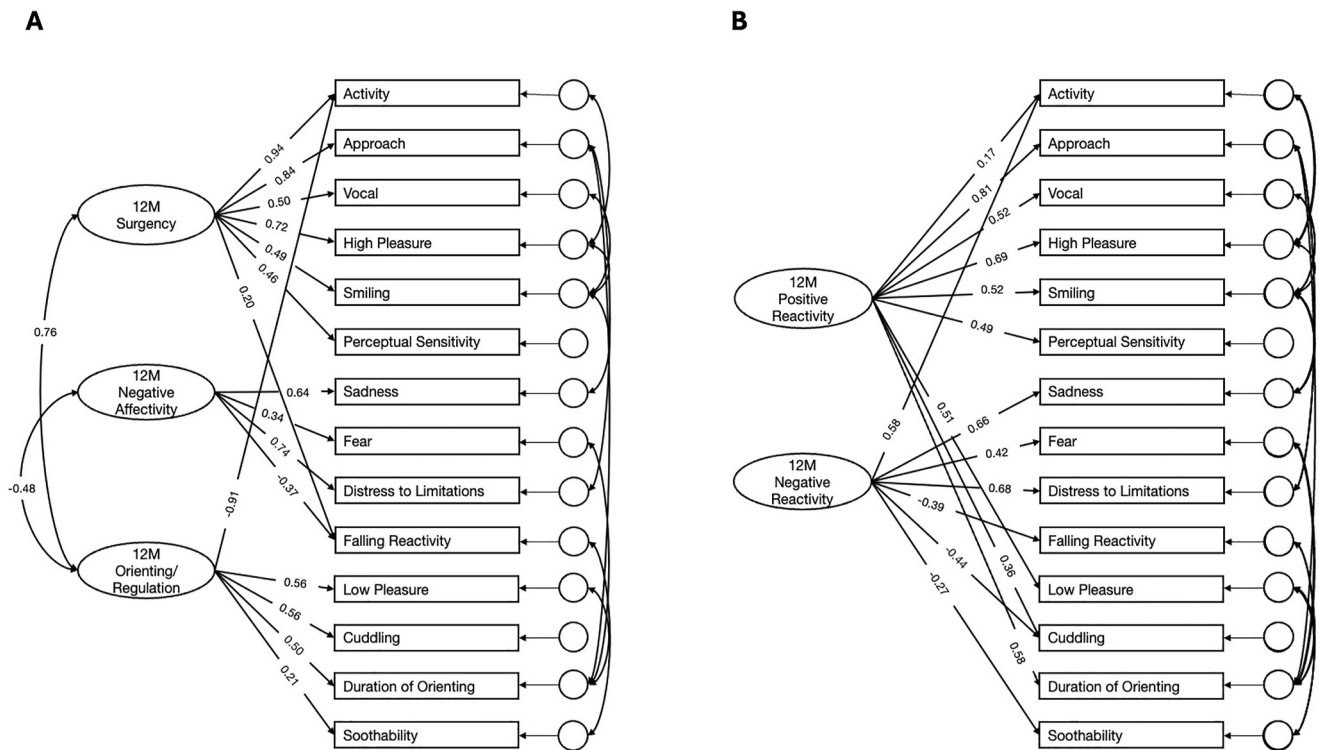 A
Activity
Approach
Vocal
High Pleasure
Smiling
Perceptual Sensitivity
Sadness
Fear
Distress to Limitations
Falling Reactivity
Low Pleasure
Cuddling
Duration of Orienting
Soothability
12M
Surgency
12M
Negative
Affectivity
12M
Orienting/
Regulation
0.94
0.84
0.50
0.72
0.49
0.46
0.20
0.76
0.64
0.34
0.74
-0.37
-0.48
-0.91
0.56
0.56
0.50
0.21
B
Activity
Approach
Vocal
High Pleasure
Smiling
Perceptual Sensitivity
Sadness
Fear
Distress to Limitations
Falling Reactivity
Low Pleasure
Cuddling
Duration of Orienting
Soothability
12M
Positive
Reactivity
12M
Negative
Reactivity
0.17
0.81
0.52
0.69
0.52
0.49
0.51
0.58
0.66
0.42
0.68
-0.39
-0.44
0.36
-0.27
0.58